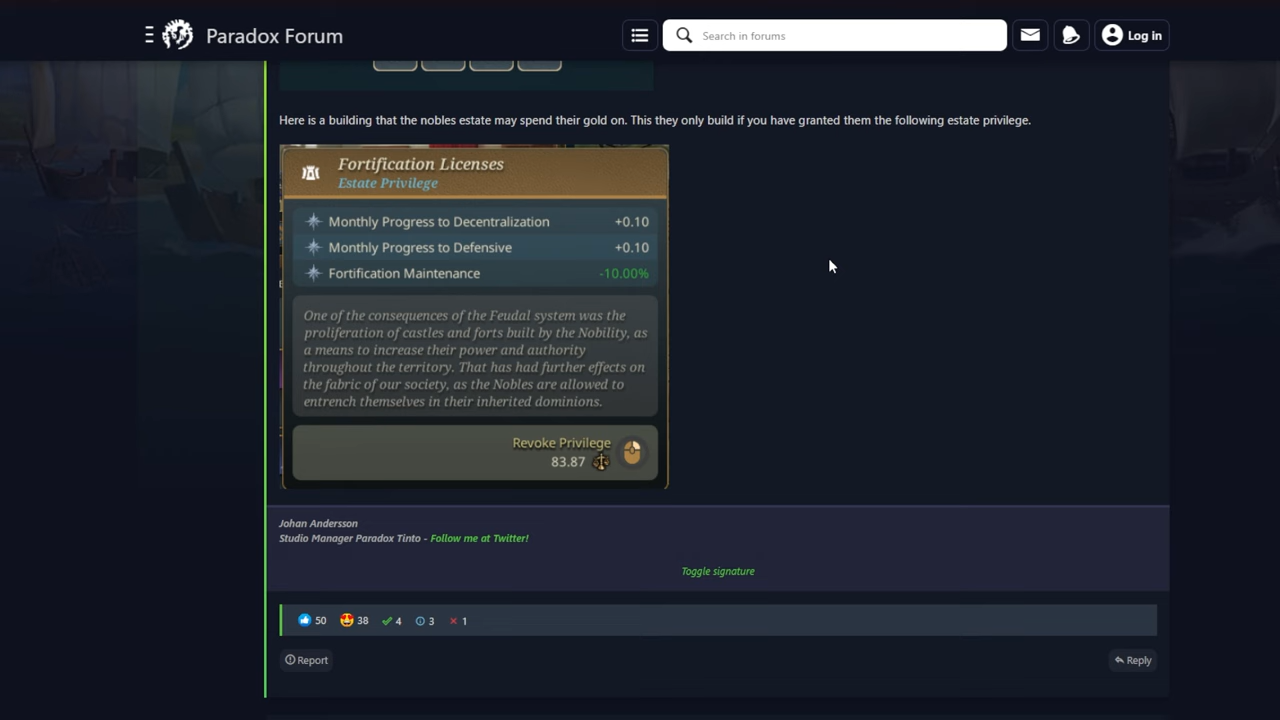 Paradox Forum
Search in forums
Log in
Here is a building that the nobles estate may spend their gold on. This they only build if you have granted them the following estate privilege.
Fortification Licenses
Estate Privilege
Monthly Progress to Decentralization +0.10
Monthly Progress to Defensive +0.10
Fortification Maintenance -10.00%
One of the consequences of the Feudal system was the
proliferation of castles and forts built by the Nobility, as
a means to increase their power and authority
throughout the territory. That has had further effects on
the fabric of our society, as the Nobles are allowed to
entrench themselves in their inherited dominions.
Revoke Privilege
83.87
Johan Andersson
Studio Manager Paradox Tinto - Follow me at Twitter!
Toggle signature
50 38 4 3 1
Report
Reply